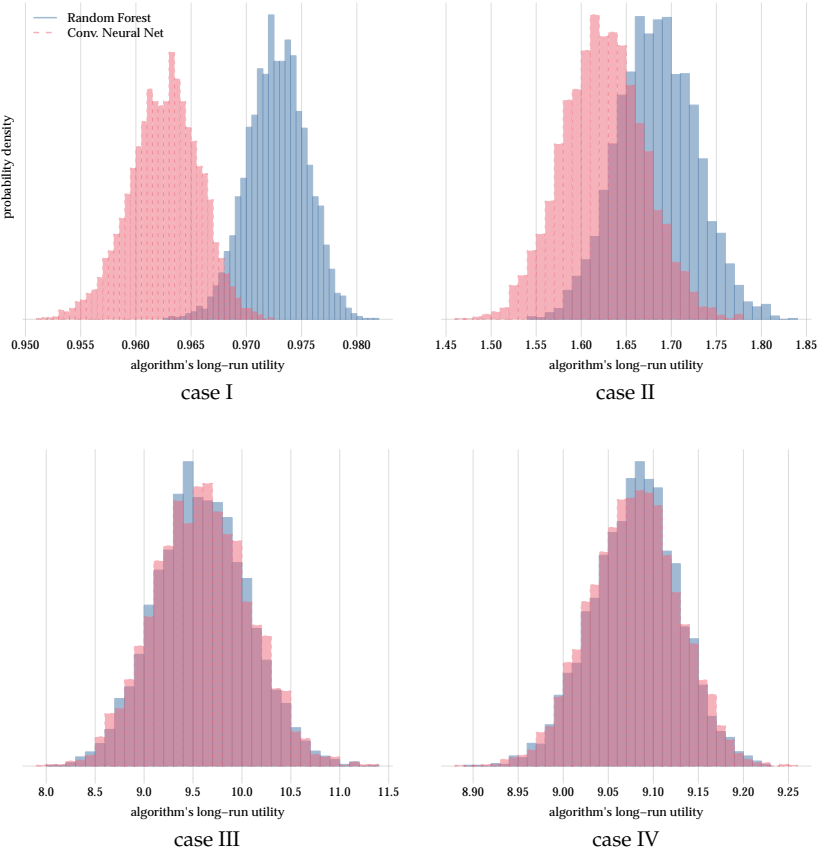 Random Forest
Conv. Neural Net
probability density
0.950 0.955 0.960 0.965 0.970 0.975 0.980
algorithm's long−run utility
case I
1.45 1.50 1.55 1.60 1.65 1.70 1.75 1.80 1.85
algorithm's long−run utility
case II
8.0 8.5 9.0 9.5 10.0 10.5 11.0 11.5
algorithm's long−run utility
case III
8.90 8.95 9.00 9.05 9.10 9.15 9.20 9.25
algorithm's long−run utility
case IV